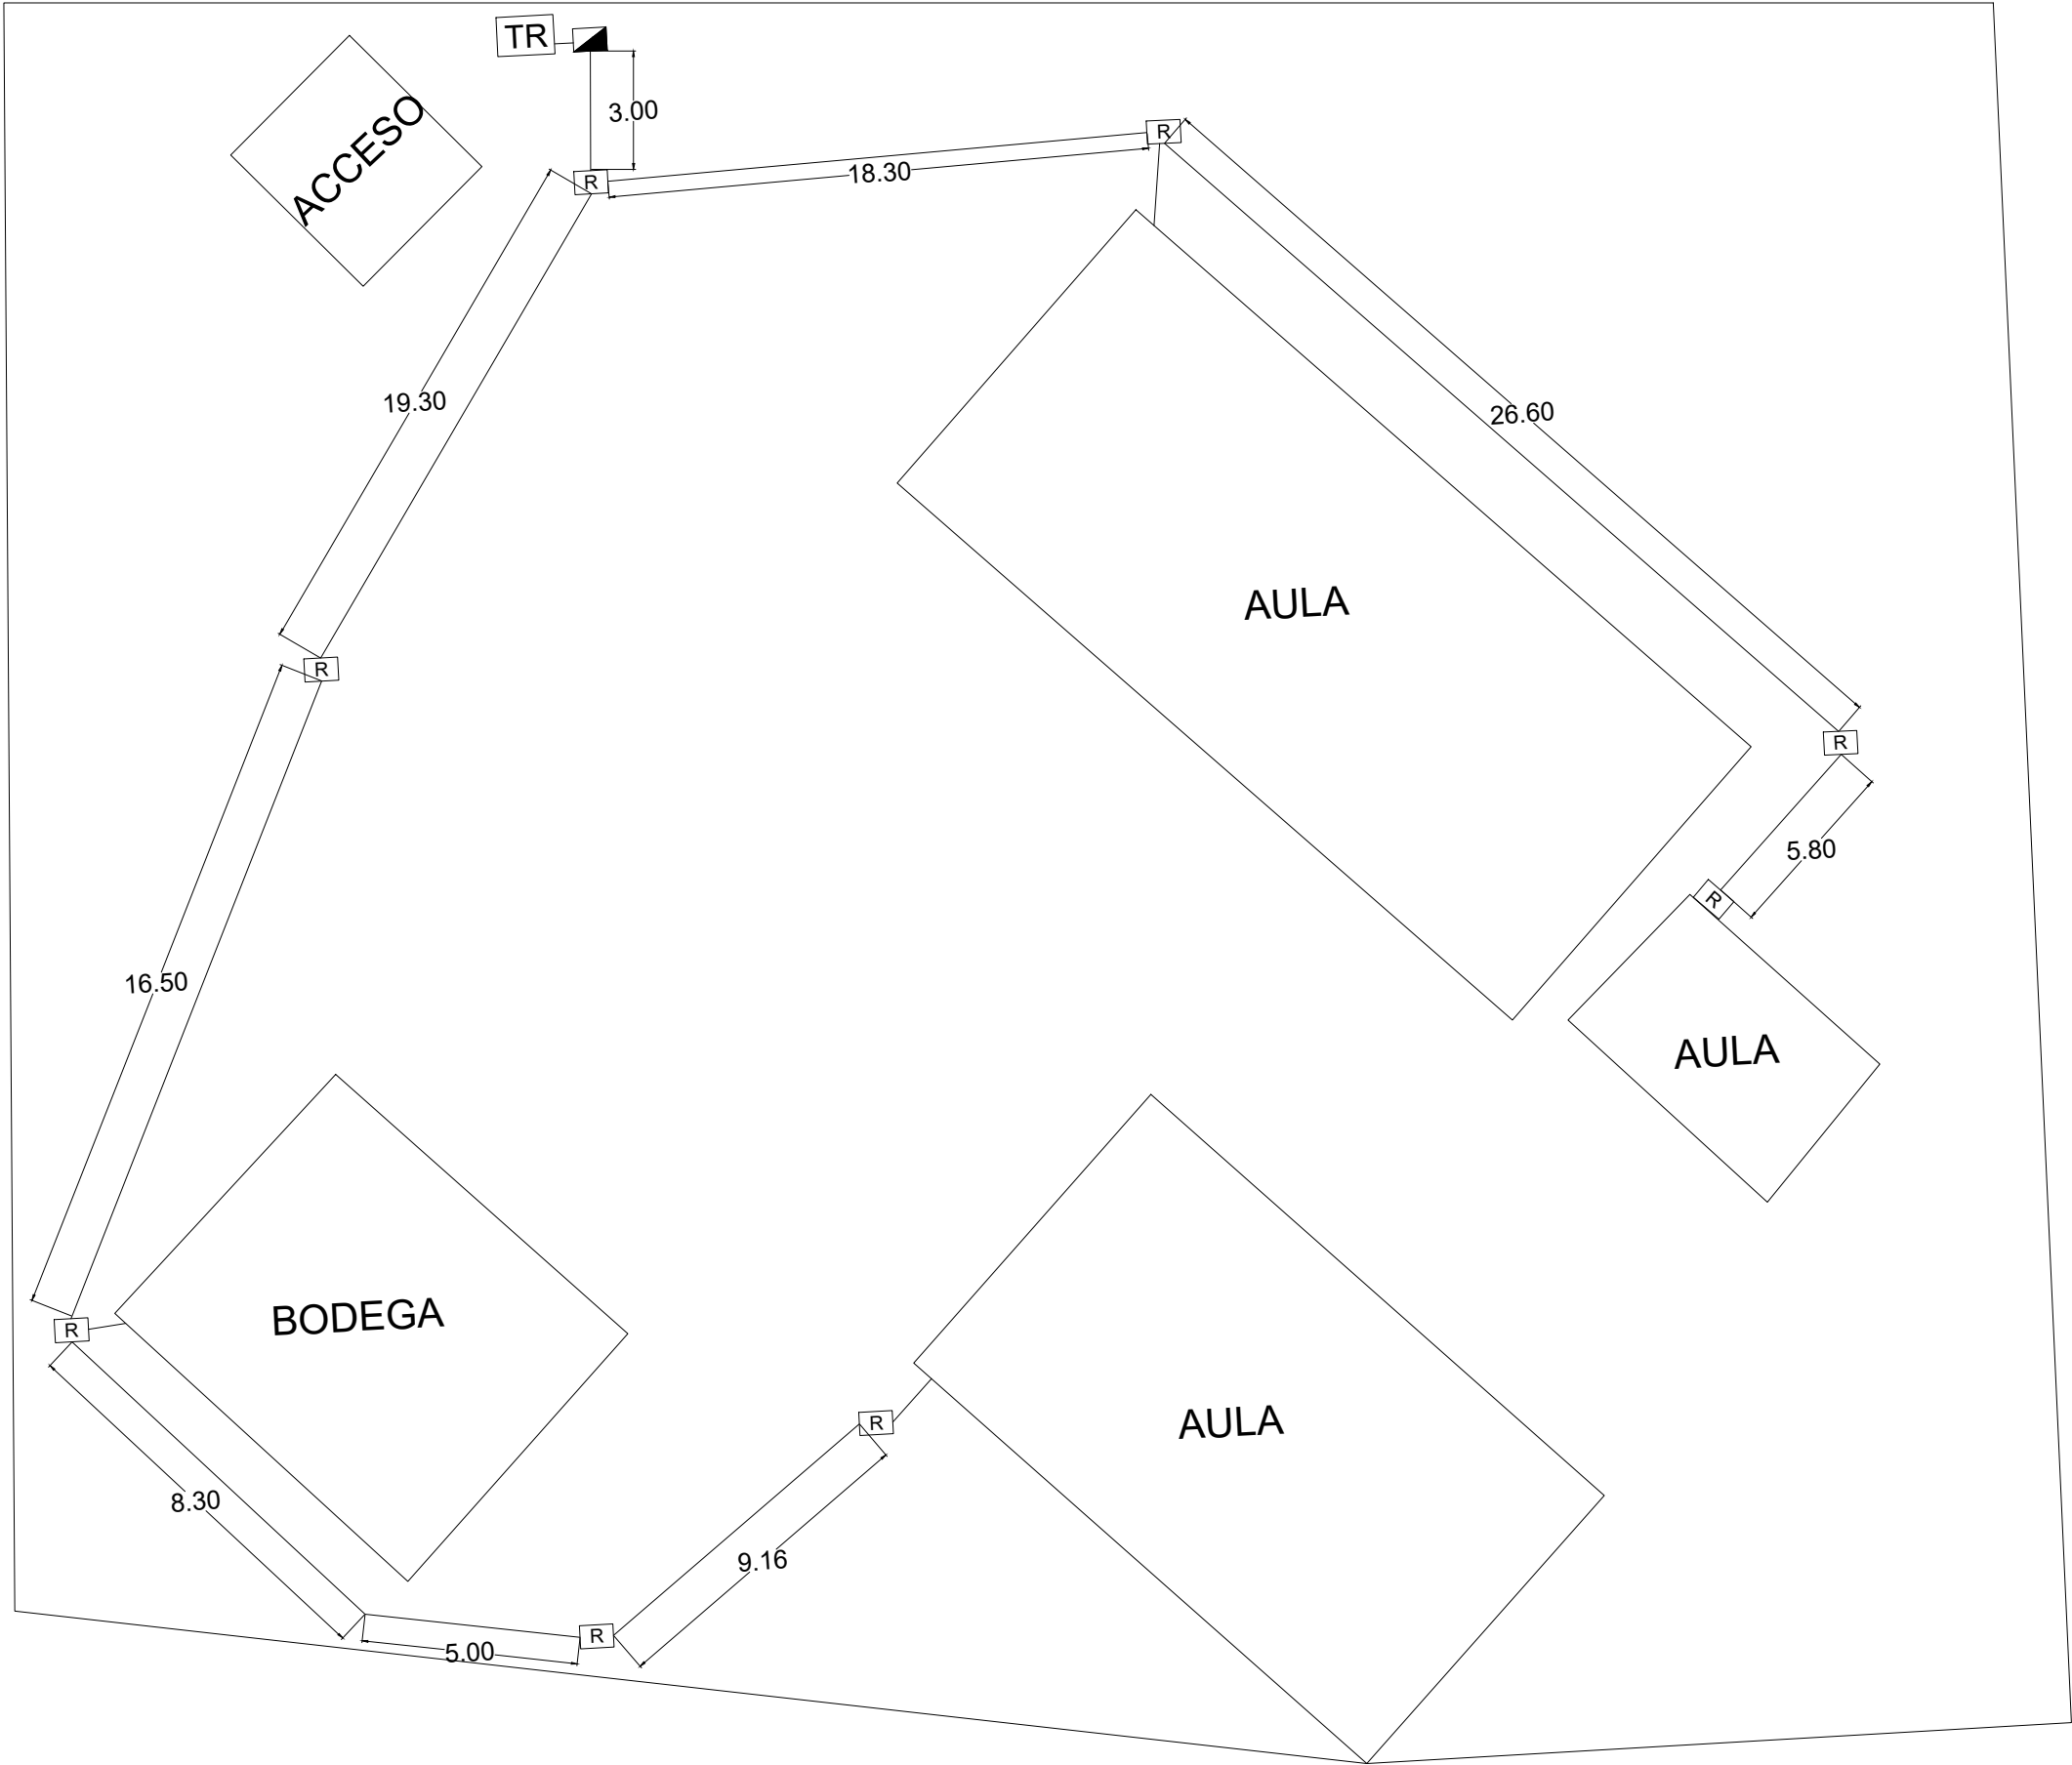 TR
ACCESO
3.00
R
18.30
R
19.30
26.60
AULA
R
R
5.80
R
16.50
AULA
BODEGA
R
AULA
R
8.30
9.16
R
5.00